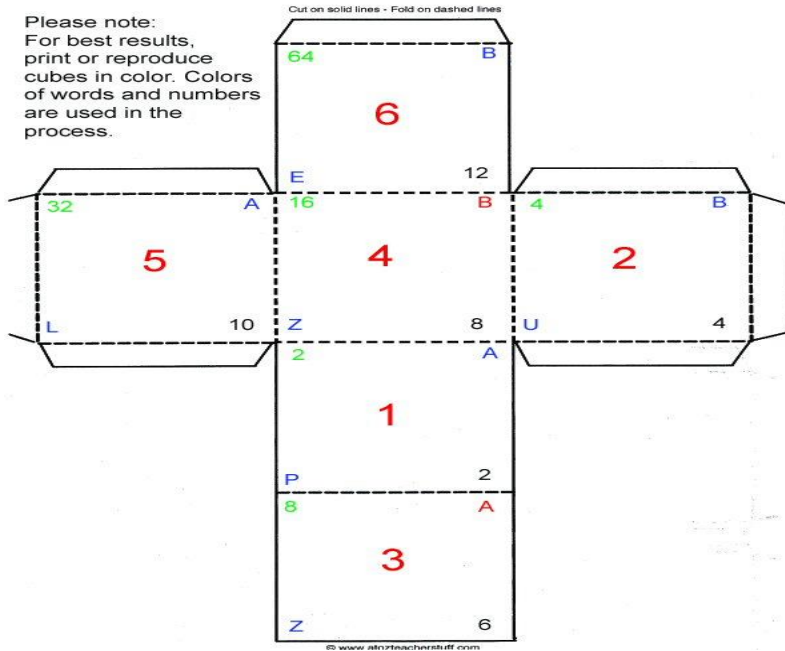 Cut on solid lines - Fold on dashed lines
Please note:
For best results,
print or reproduce
cubes in color. Colors
of words and numbers
are used in the
process.
64 B
6
E 12
32 A 16 B 4 B
5 4 2
L 10 Z 8 U 4
2 A
1
P 2
8 A
3
Z 6
© www.atozteacherstuff.com